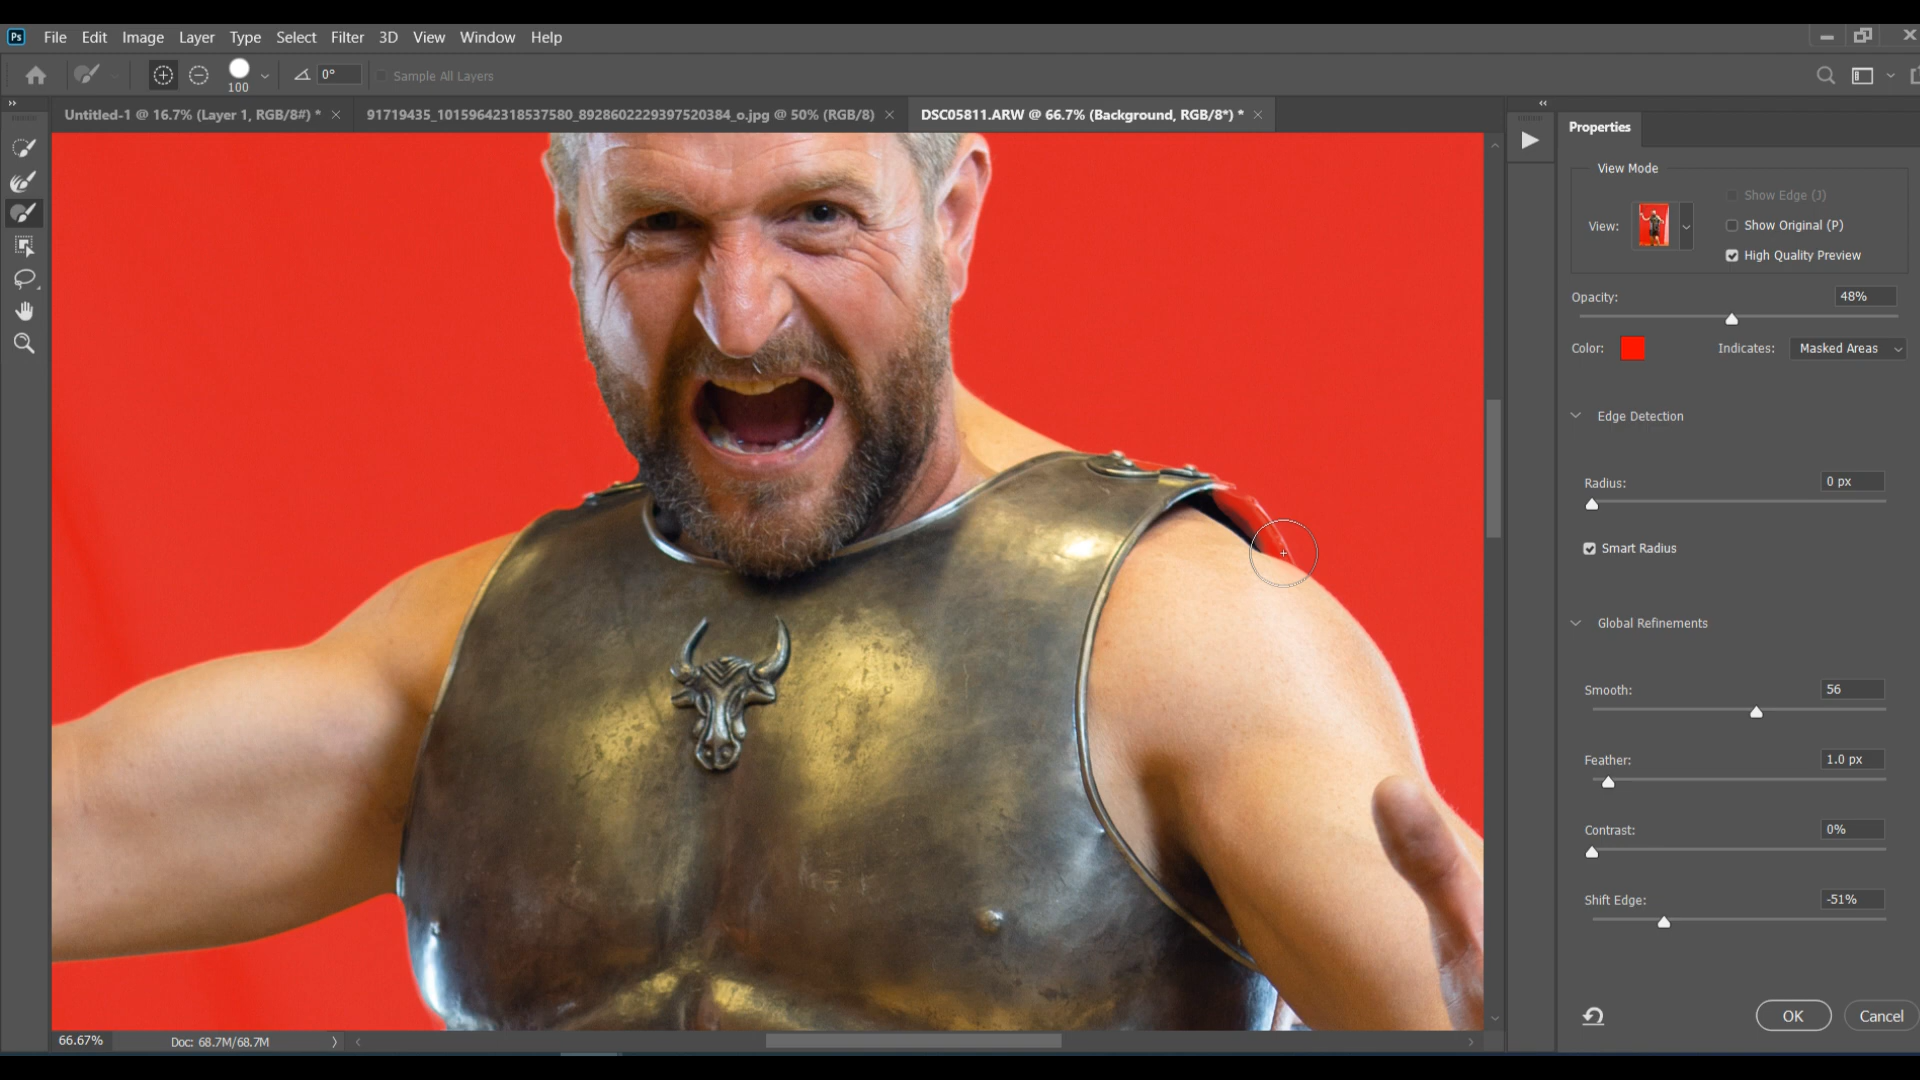 Ps File Edit Image Layer Type Select Filter 3D View Window Help
100 0° Sample All Layers
Untitled-1 @ 16.7% (Layer 1, RGB/8#) * × 91719435_10159642318537580_8928602229397520384_o.jpg @ 50% (RGB/8) × DSC05811.ARW @ 66.7% (Background, RGB/8*) * ×
Properties
View Mode
Show Edge (J)
View: Show Original (P)
High Quality Preview
Opacity: 48%
Color: Indicates: Masked Areas
Edge Detection
Radius: 0 px
Smart Radius
Global Refinements
Smooth: 56
Feather: 1.0 px
Contrast: 0%
Shift Edge: -51%
OK Cancel
66.67% Doc: 68.7M/68.7M